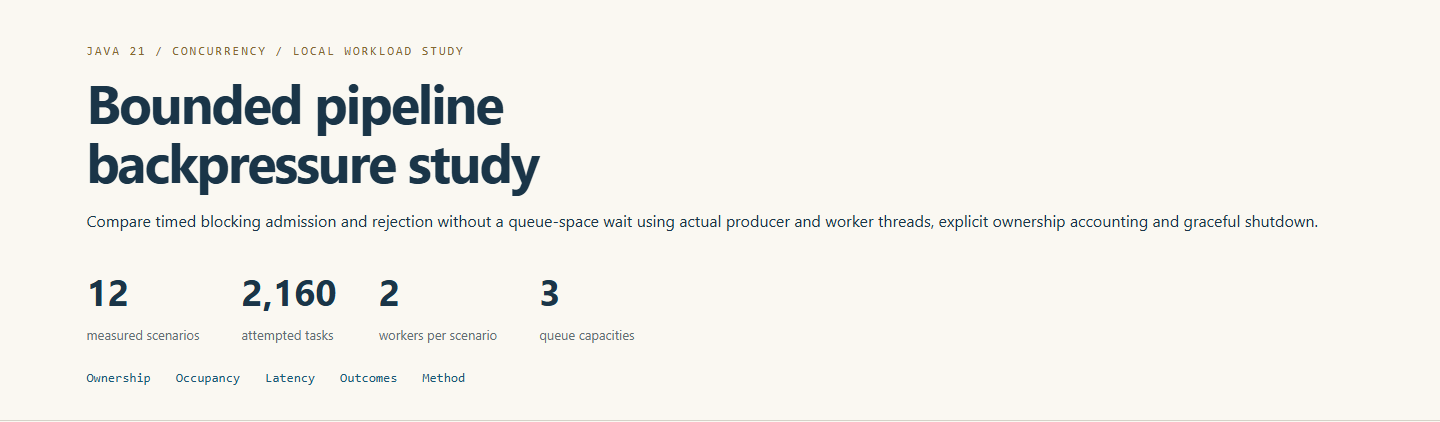 JAVA 21 / CONCURRENCY / LOCAL WORKLOAD STUDY
Bounded pipeline
backpressure study
Compare timed blocking admission and rejection without a queue-space wait using actual producer and worker threads, explicit ownership accounting and graceful shutdown.
12 2,160 2 3
measured scenarios attempted tasks workers per scenario queue capacities
Ownership Occupancy Latency Outcomes Method